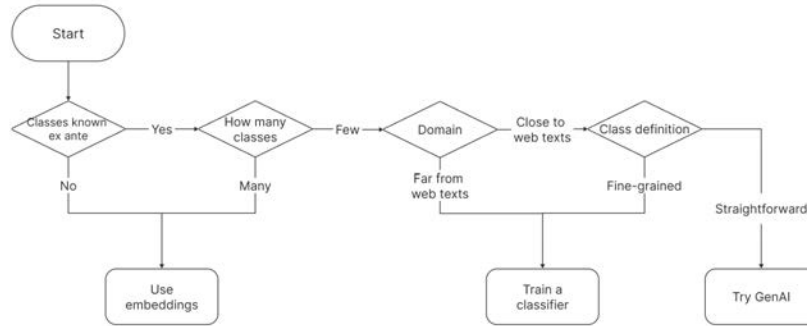 Start
Classes known
ex ante
Yes
How many
classes
Few
Domain
Close to
web texts
Class definition
No
Many
Far from
web texts
Fine-grained
Straightforward
Use
embeddings
Train a
classifier
Try GenAI